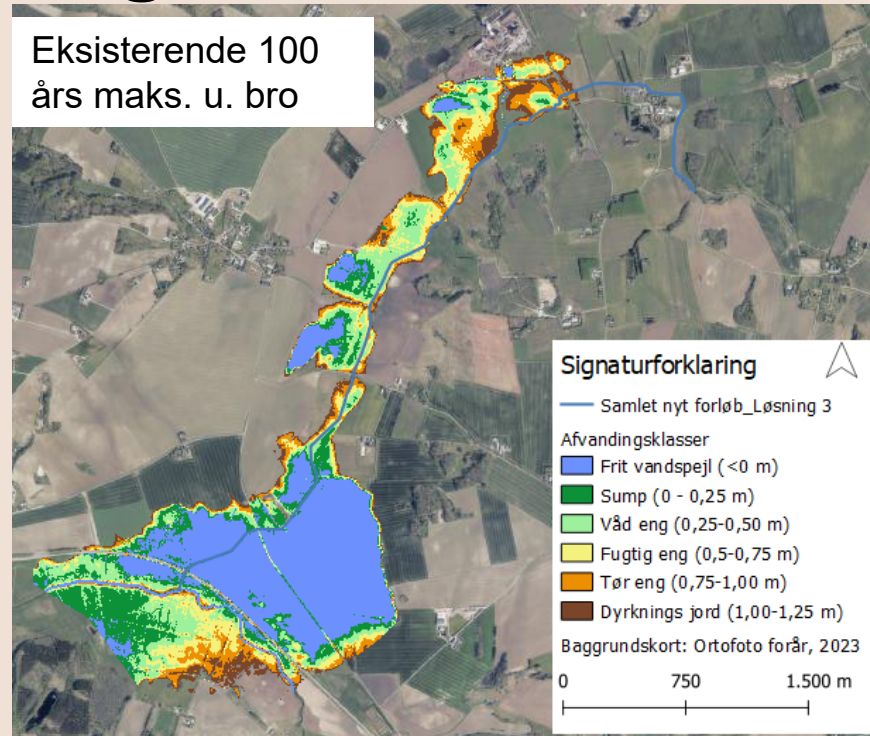 Eksisterende 100
års maks. u. bro
Signaturforklaring
Samlet nyt forløb_Løsning 3
Afvandingsklasser
Frit vandspejl (<0 m)
Sump (0 - 0,25 m)
Våd eng (0,25-0,50 m)
Fugtig eng (0,5-0,75 m)
Tør eng (0,75-1,00 m)
Dyrknings jord (1,00-1,25 m)
Baggrundskort: Ortofoto forår, 2023
0 750 1.500 m